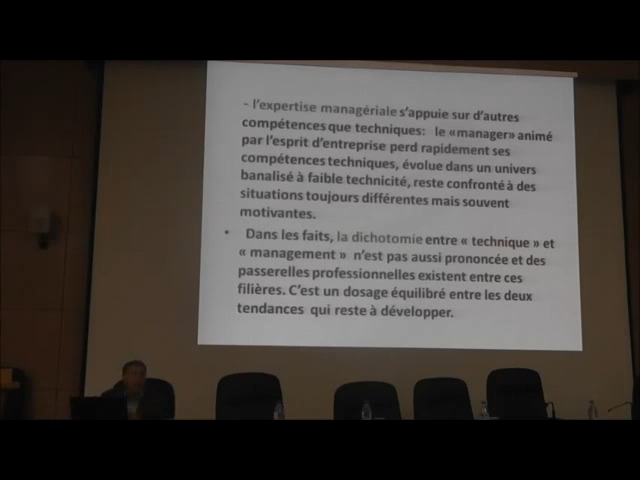 - l'expertise managériale s'appuie sur d'autres
compétences que techniques: le «manager» animé
par l'esprit d'entreprise perd rapidement ses
compétences techniques, évolue dans un univers
banalisé à faible technicité, reste confronté à des
situations toujours différentes mais souvent
motivantes.
• Dans les faits, la dichotomie entre « technique » et
« management » n'est pas aussi prononcée et des
passerelles professionnelles existent entre ces
filières. C'est un dosage équilibré entre les deux
tendances qui reste à développer.